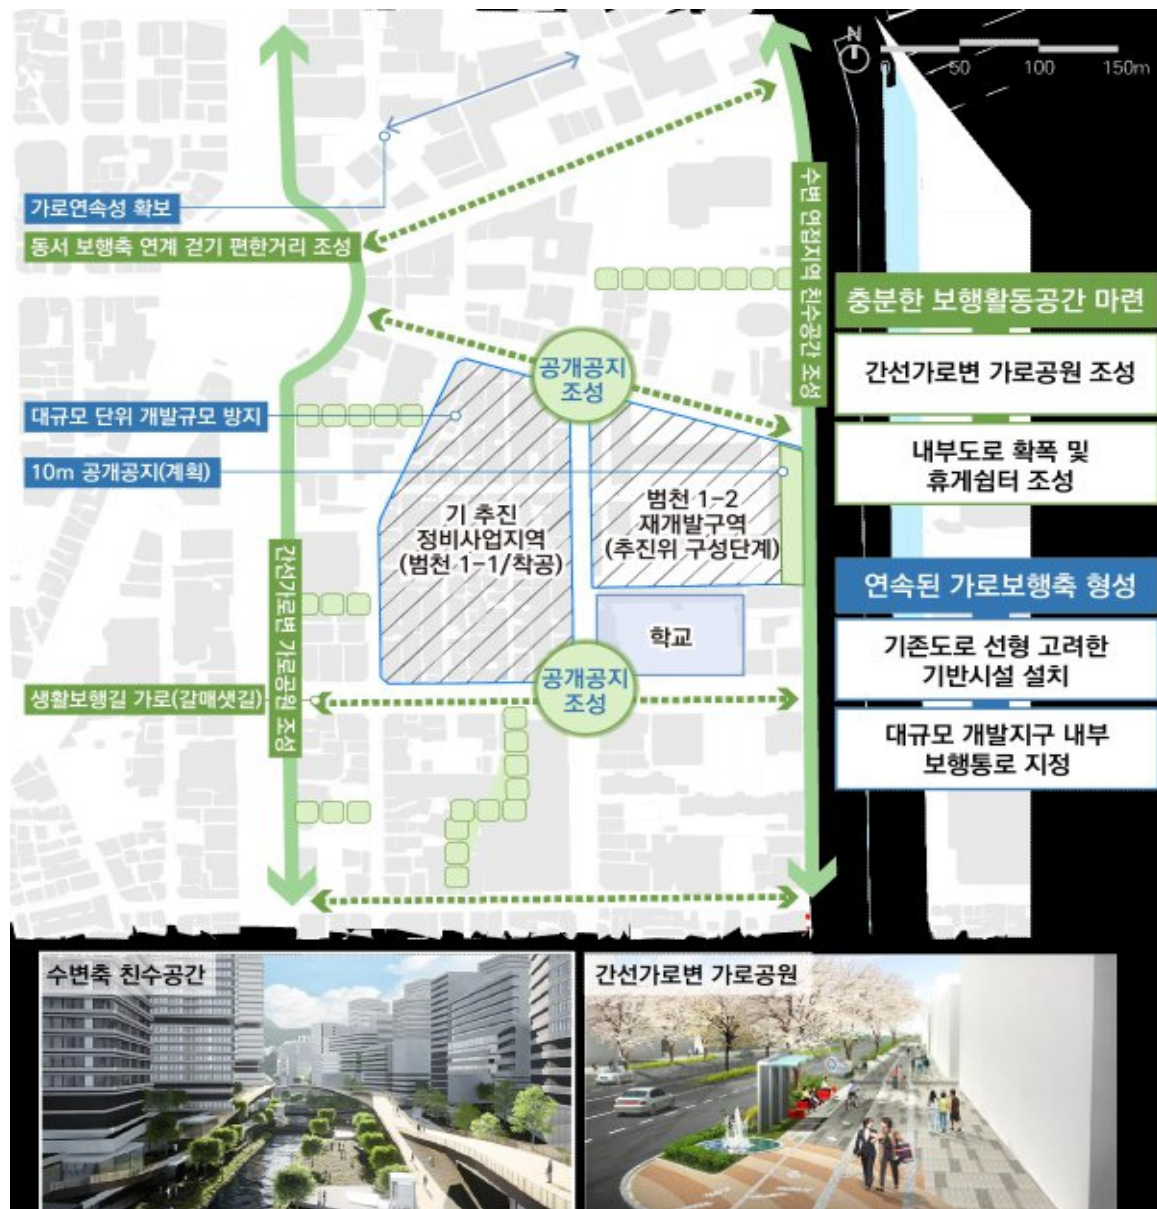 N
0 50 100 150m
가로연속성 확보
동서 보행축 연계 걷기 편한거리 조성
수변 연접지역 친수공간 조성
충분한 보행활동공간 마련
간선가로변 가로공원 조성
내부도로 확폭 및
휴게쉼터 조성
공개공지
조성
대규모 단위 개발규모 방지
10m 공개공지(계획)
기 추진
정비사업지역
(범천 1-1/착공)
범천 1-2
재개발구역
(추진위 구성단계)
간선가로변 가로공원 조성
연속된 가로보행축 형성
기존도로 선형 고려한
기반시설 설치
대규모 개발지구 내부
보행통로 지정
학교
공개공지
조성
생활보행길 가로(갈매샛길)
수변축 친수공간
간선가로변 가로공원